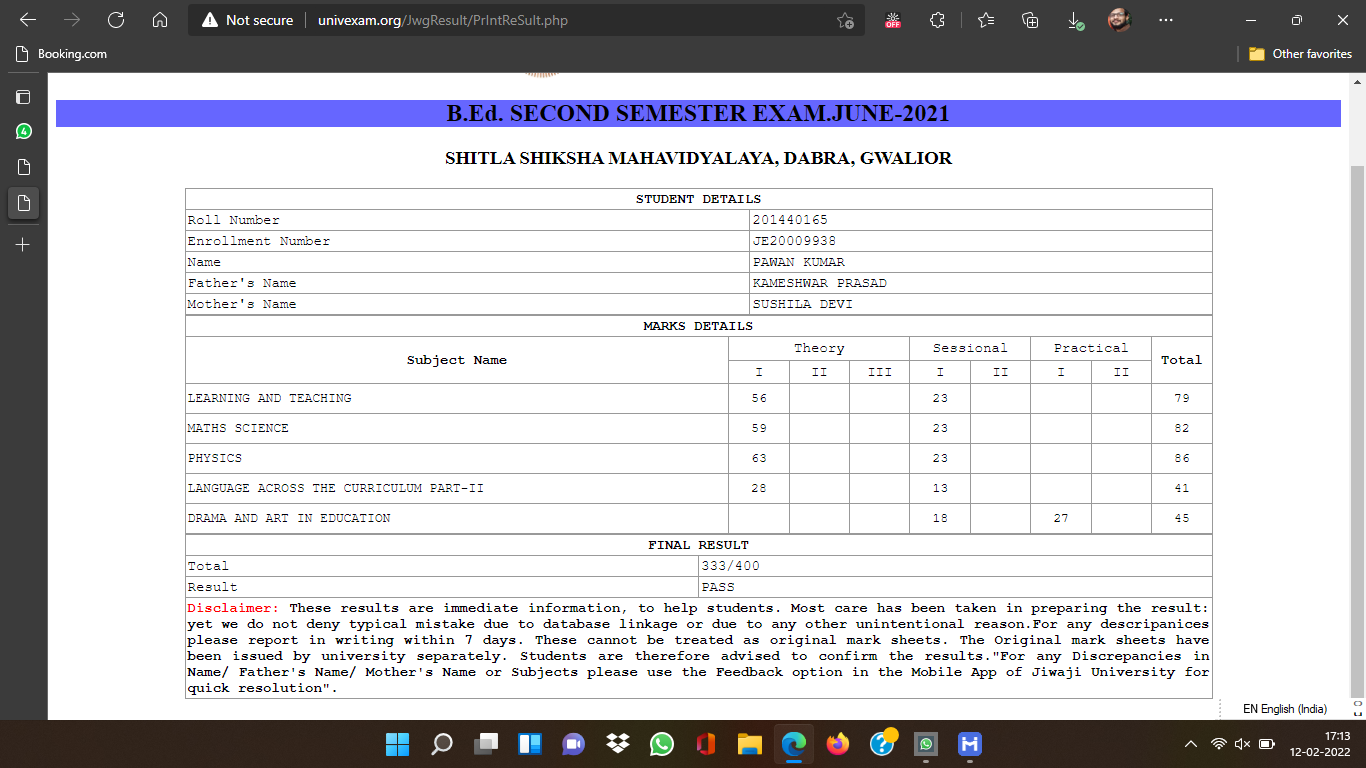 Not secure univexam.org/JwgResult/PrIntReSult.php
OFF
Booking.com
Other favorites
4
B.Ed. SECOND SEMESTER EXAM.JUNE-2021
SHITLA SHIKSHA MAHAVIDYALAYA, DABRA, GWALIOR
STUDENT DETAILS
Roll Number 201440165
Enrollment Number JE20009938
Name PAWAN KUMAR
Father's Name KAMESHWAR PRASAD
Mother's Name SUSHILA DEVI
MARKS DETAILS
Subject Name Theory Sessional Practical Total
I II III I II I II
LEARNING AND TEACHING 56 23 79
MATHS SCIENCE 59 23 82
PHYSICS 63 23 86
LANGUAGE ACROSS THE CURRICULUM PART-II 28 13 41
DRAMA AND ART IN EDUCATION 18 27 45
FINAL RESULT
Total 333/400
Result PASS
Disclaimer: These results are immediate information, to help students. Most care has been taken in preparing the result:
yet we do not deny typical mistake due to database linkage or due to any other unintentional reason.For any descripanices
please report in writing within 7 days. These cannot be treated as original mark sheets. The Original mark sheets have
been issued by university separately. Students are therefore advised to confirm the results."For any Discrepancies in
Name/ Father's Name/ Mother's Name or Subjects please use the Feedback option in the Mobile App of Jiwaji University for
quick resolution".
EN English (India)
17:13
12-02-2022